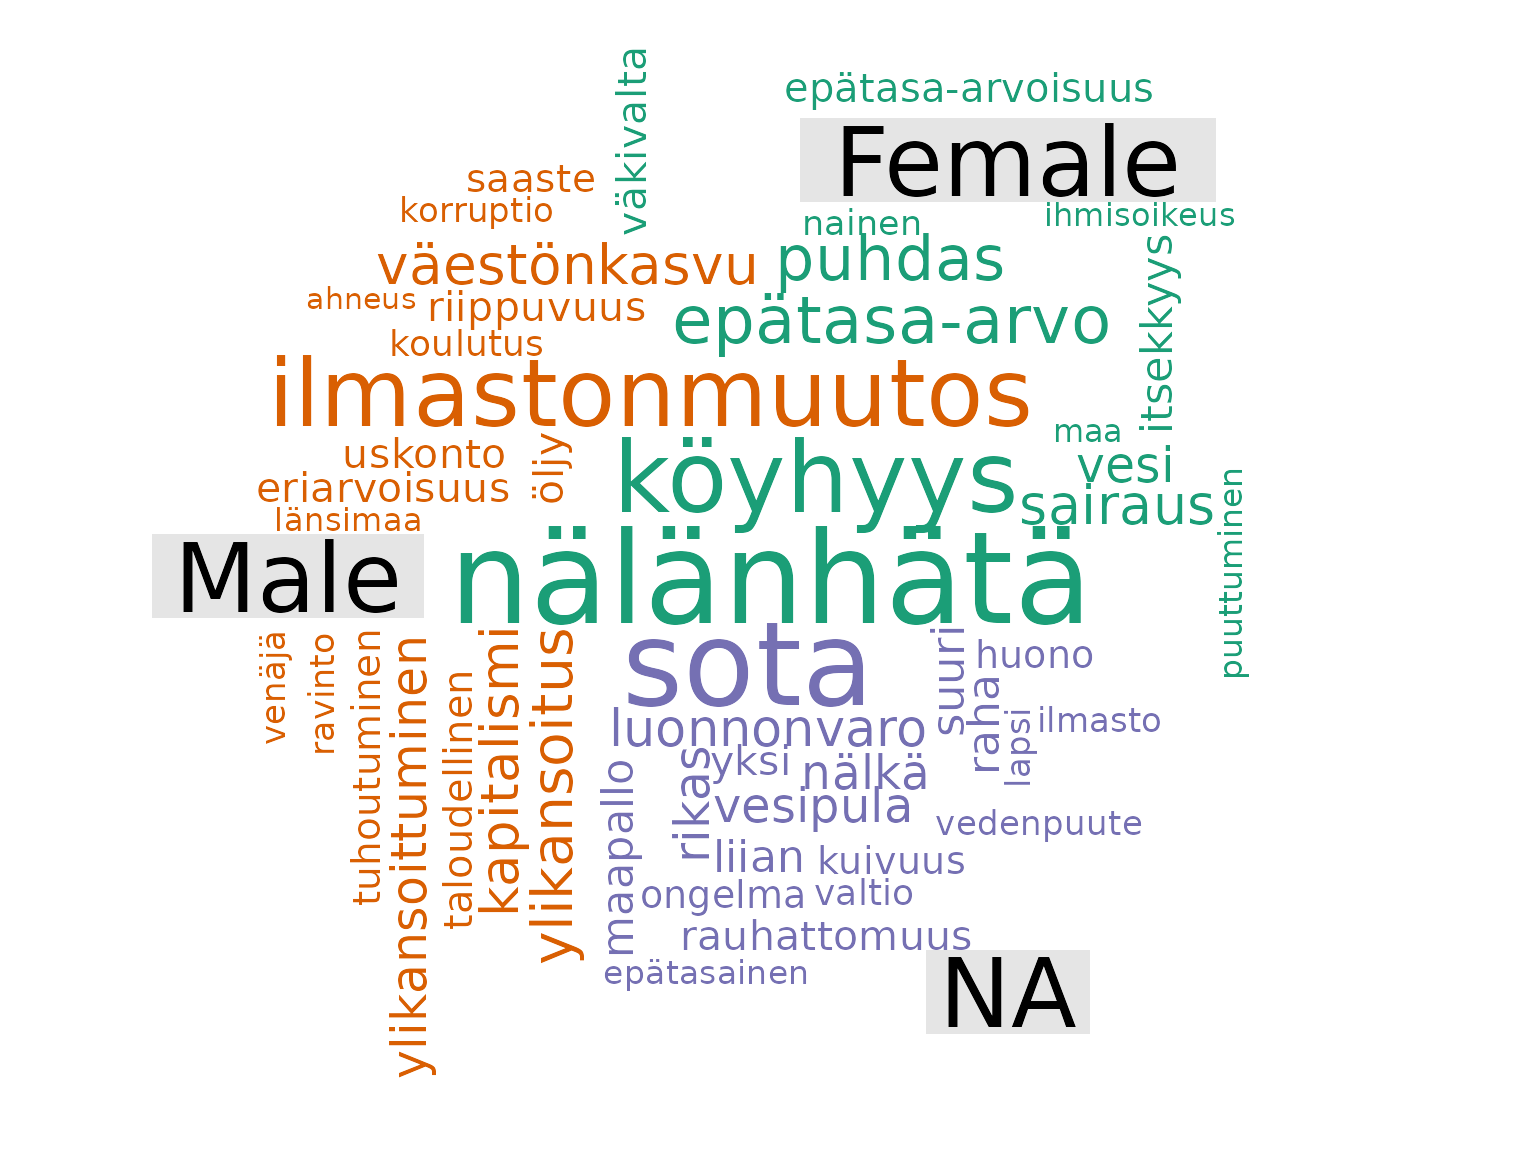 väkivalta
epätasa-arvoisuus
Female
saaste
korruptio
nainen
ihmisoikeus
väestönkasvu
puhdas
itsekkyys
ahneus
riippuvuus
epätasa-arvo
koulutus
ilmastonmuutos
maa
uskonto
öljy
köyhyys
vesi
eriarvoisuus
sairaus
puuttuminen
länsimaa
Male
nälänhätä
venäjä
ravinto
tuhoutuminen
ylikansoittuminen
taloudellinen
kapitalismi
ylikansoitus
sota
suuri
huono
raha
lapsi
ilmasto
luonnonvaro
maapallo
rikas
yksi
nälkä
vesipula
vedenpuute
liian
kuivuus
ongelma
valtio
rauhattomuus
epätasainen
NA